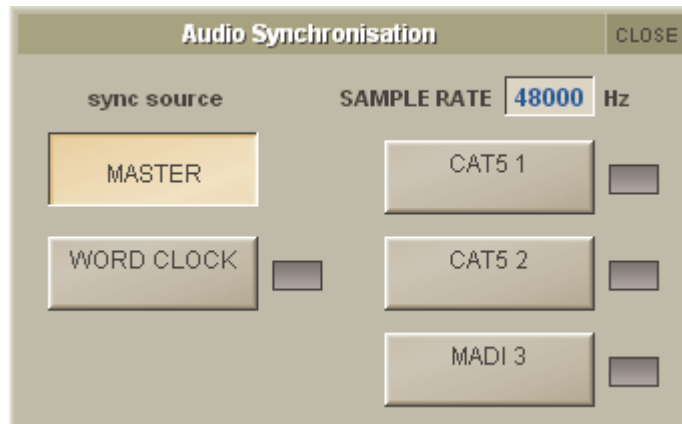 Audio Synchronisation CLOSE
sync source SAMPLE RATE 48000 Hz
MASTER CAT5 1
WORD CLOCK CAT5 2
MADI 3